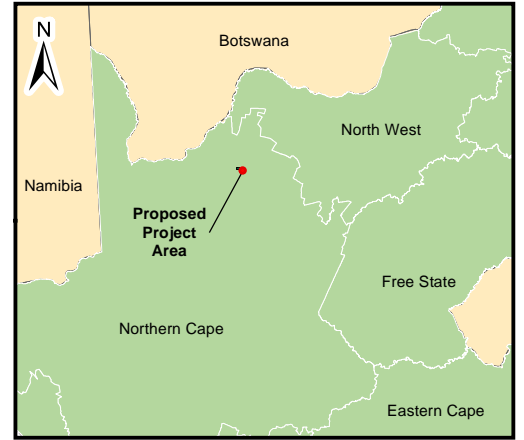 N
Botswana
North West
Namibia
Proposed
Project
Area
Free State
Northern Cape
Eastern Cape